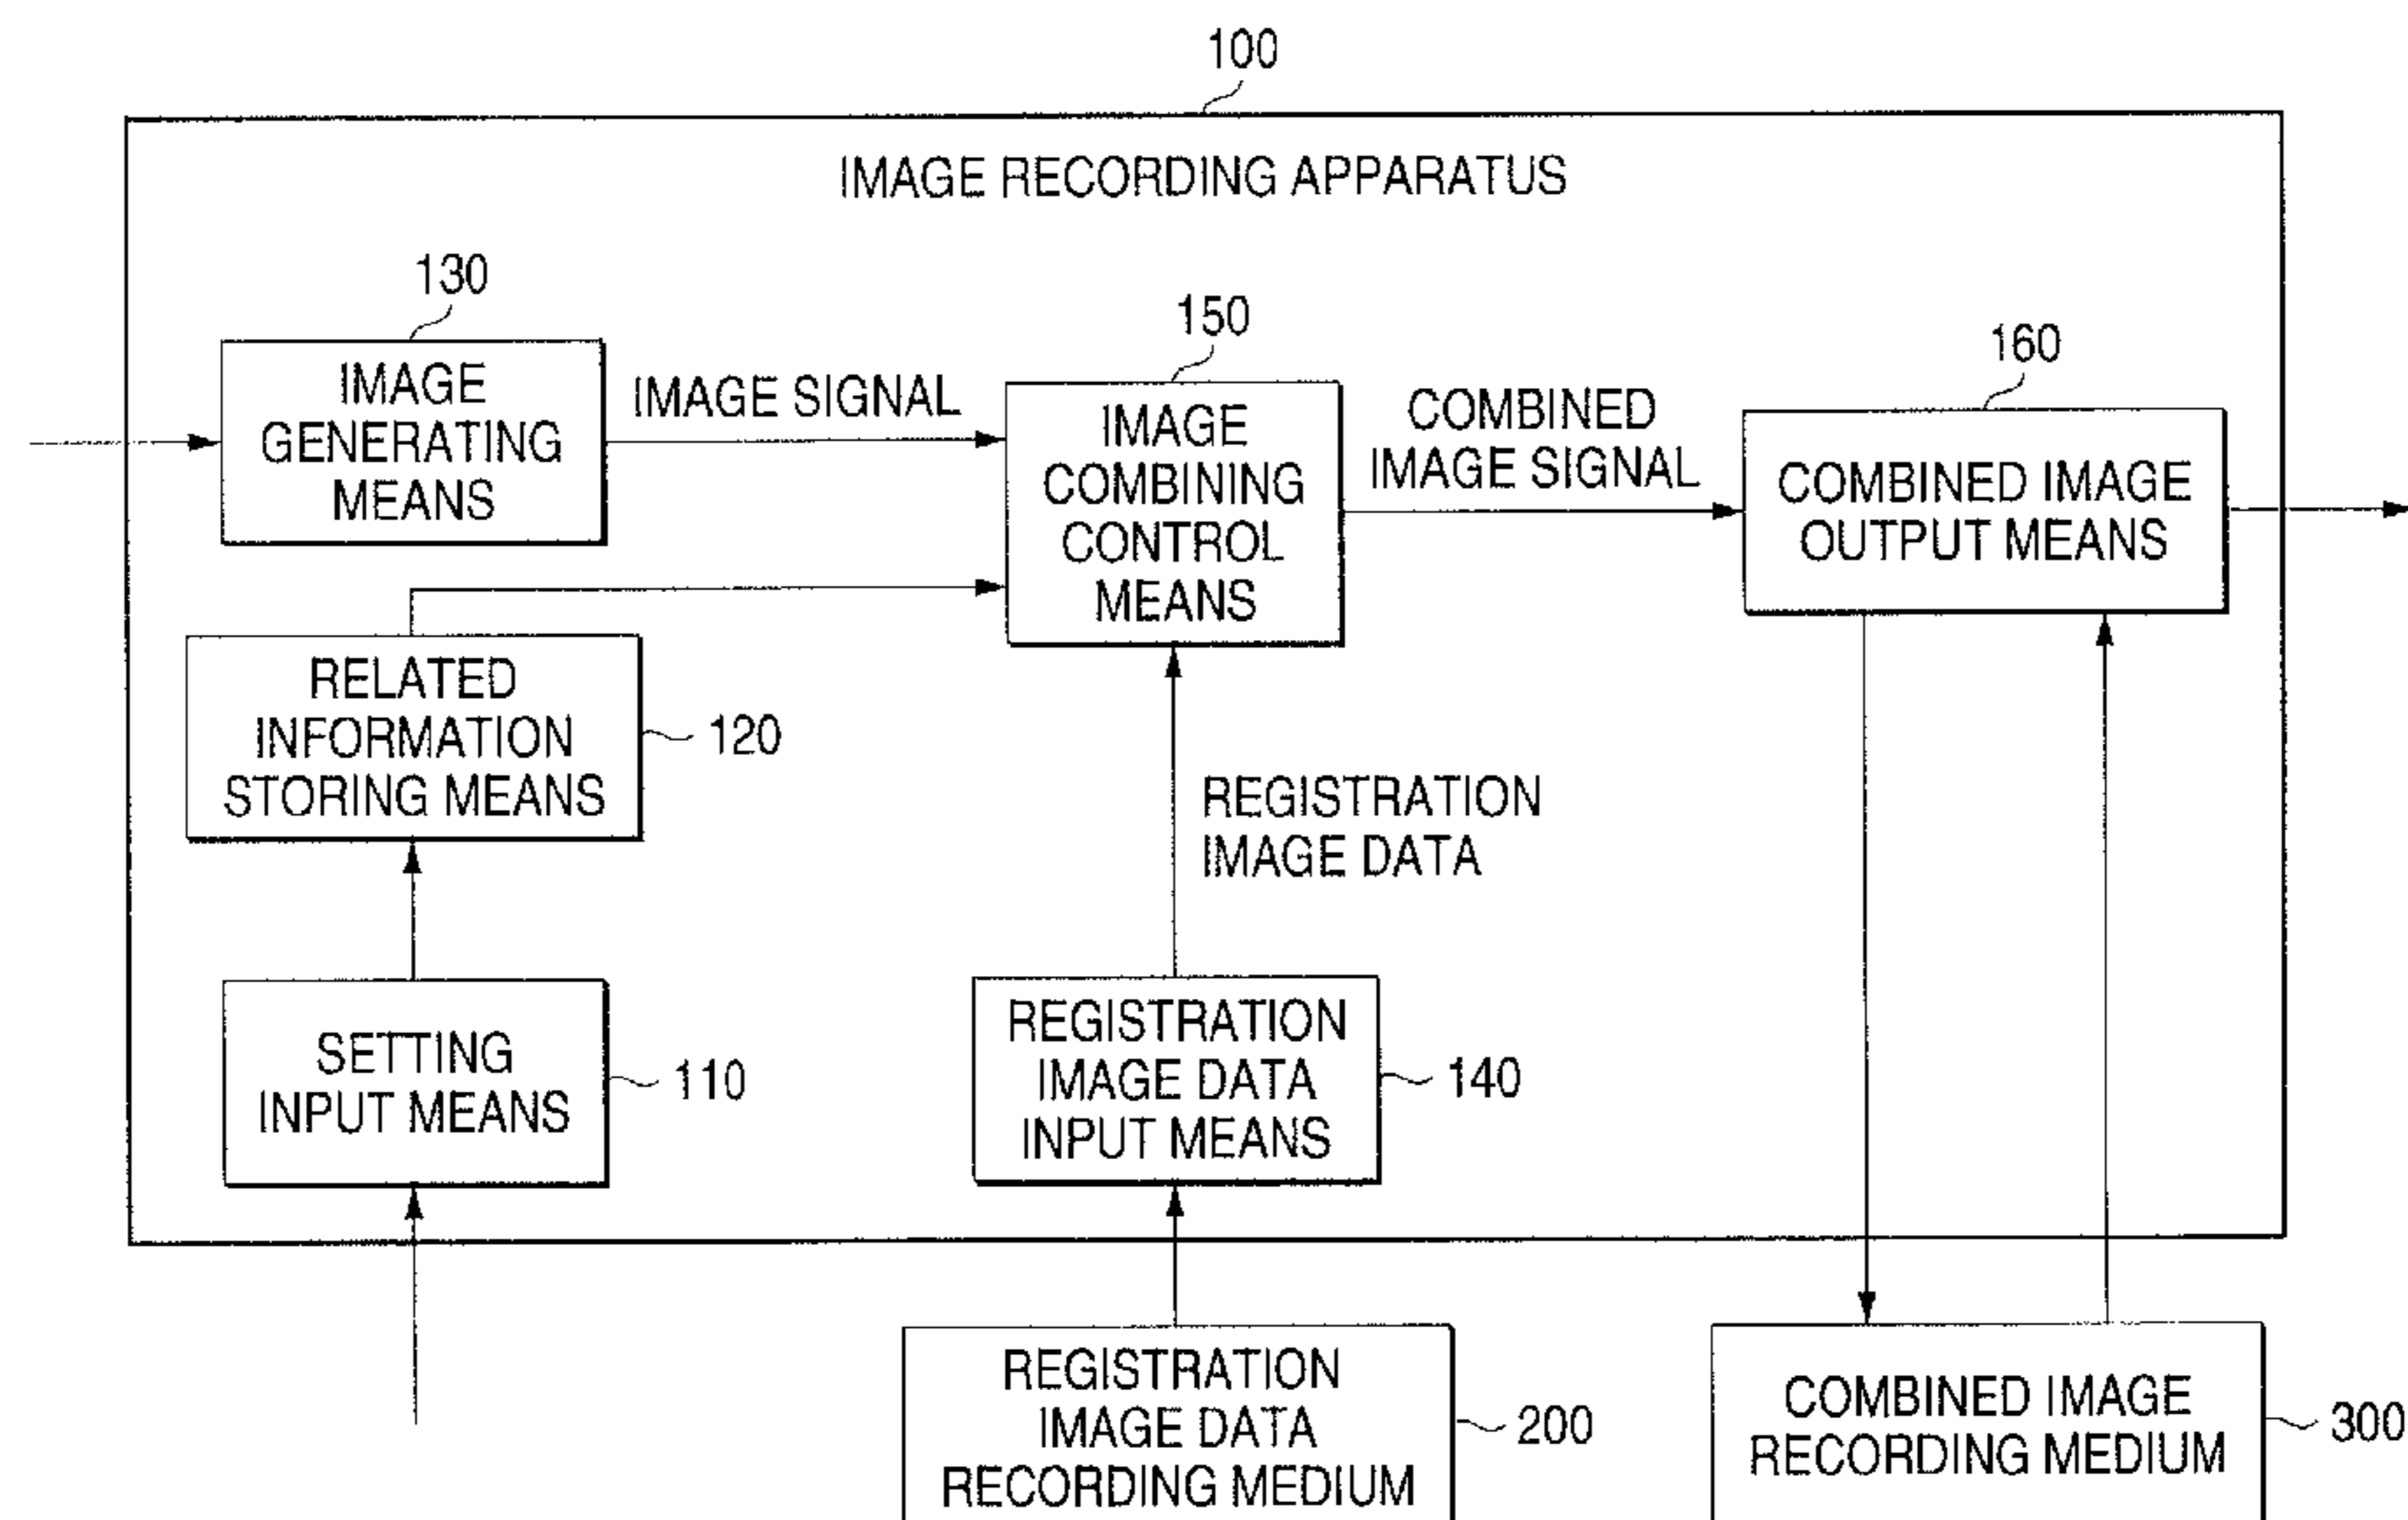 100
IMAGE RECORDING APPARATUS
130
IMAGE
GENERATING
MEANS
IMAGE SIGNAL
150
IMAGE
COMBINING
CONTROL
MEANS
COMBINED
IMAGE SIGNAL
160
COMBINED IMAGE
OUTPUT MEANS
RELATED
INFORMATION
STORING MEANS
120
REGISTRATION
IMAGE DATA
SETTING
INPUT MEANS
110
REGISTRATION
IMAGE DATA
INPUT MEANS
140
REGISTRATION
IMAGE DATA
RECORDING MEDIUM
200
COMBINED IMAGE
RECORDING MEDIUM
300